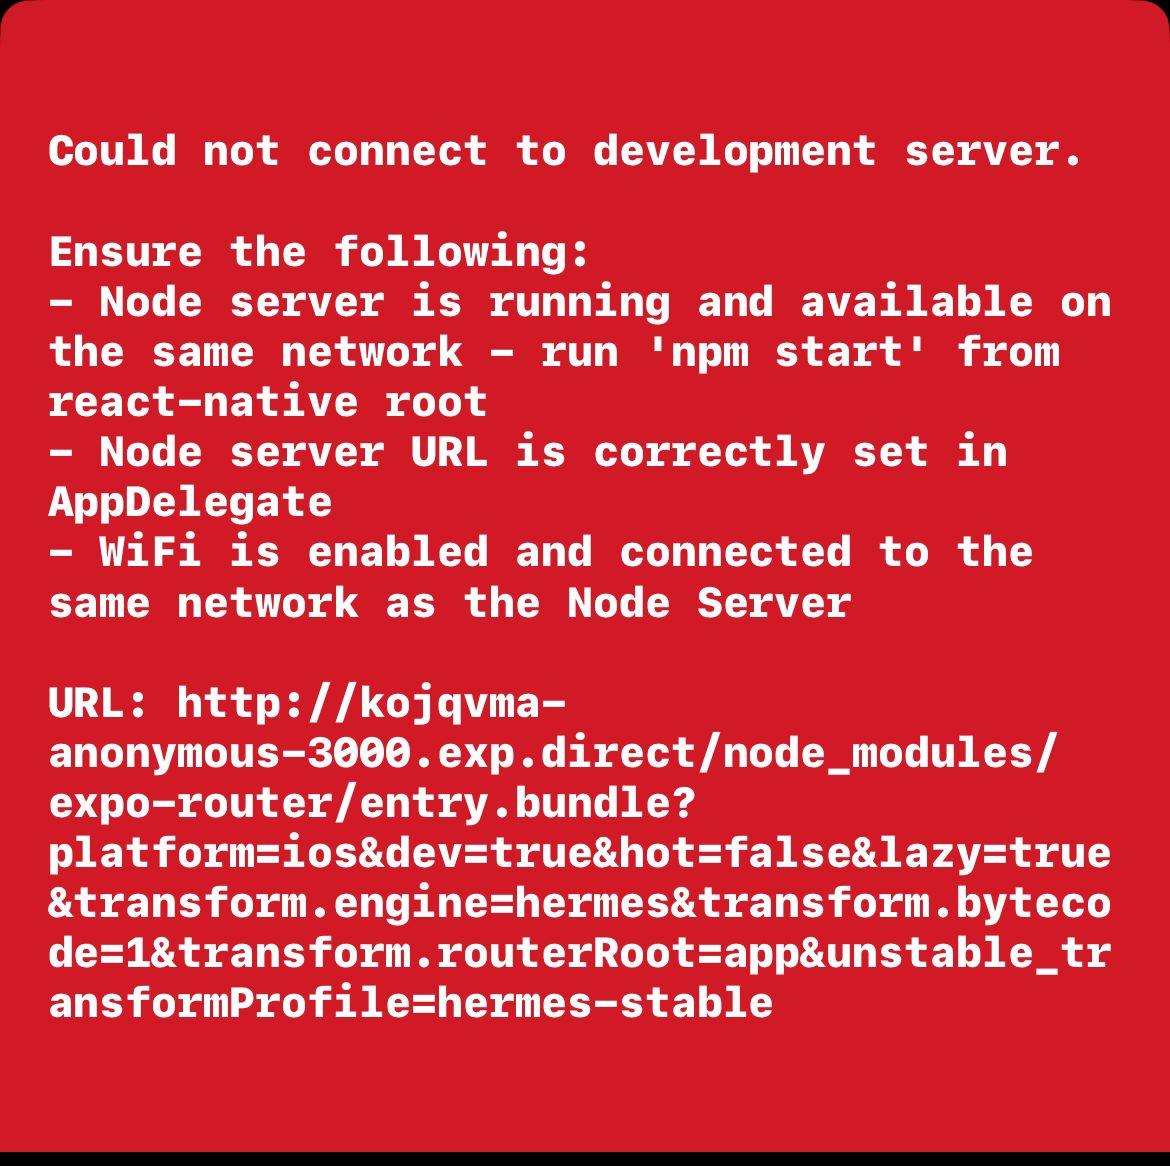 Could not connect to development server.
Ensure the following:
- Node server is running and available on
the same network - run 'npm start' from
react-native root
- Node server URL is correctly set in
AppDelegate
- WiFi is enabled and connected to the
same network as the Node Server
URL: http://kojqvma-
anonymous-3000.exp.direct/node_modules/
expo-router/entry.bundle?
platform=ios&dev=true&hot=false&lazy=true
&transform.engine=hermes&transform.byteco
de=1&transform.routerRoot=app&unstable_tr
ansformProfile=hermes-stable